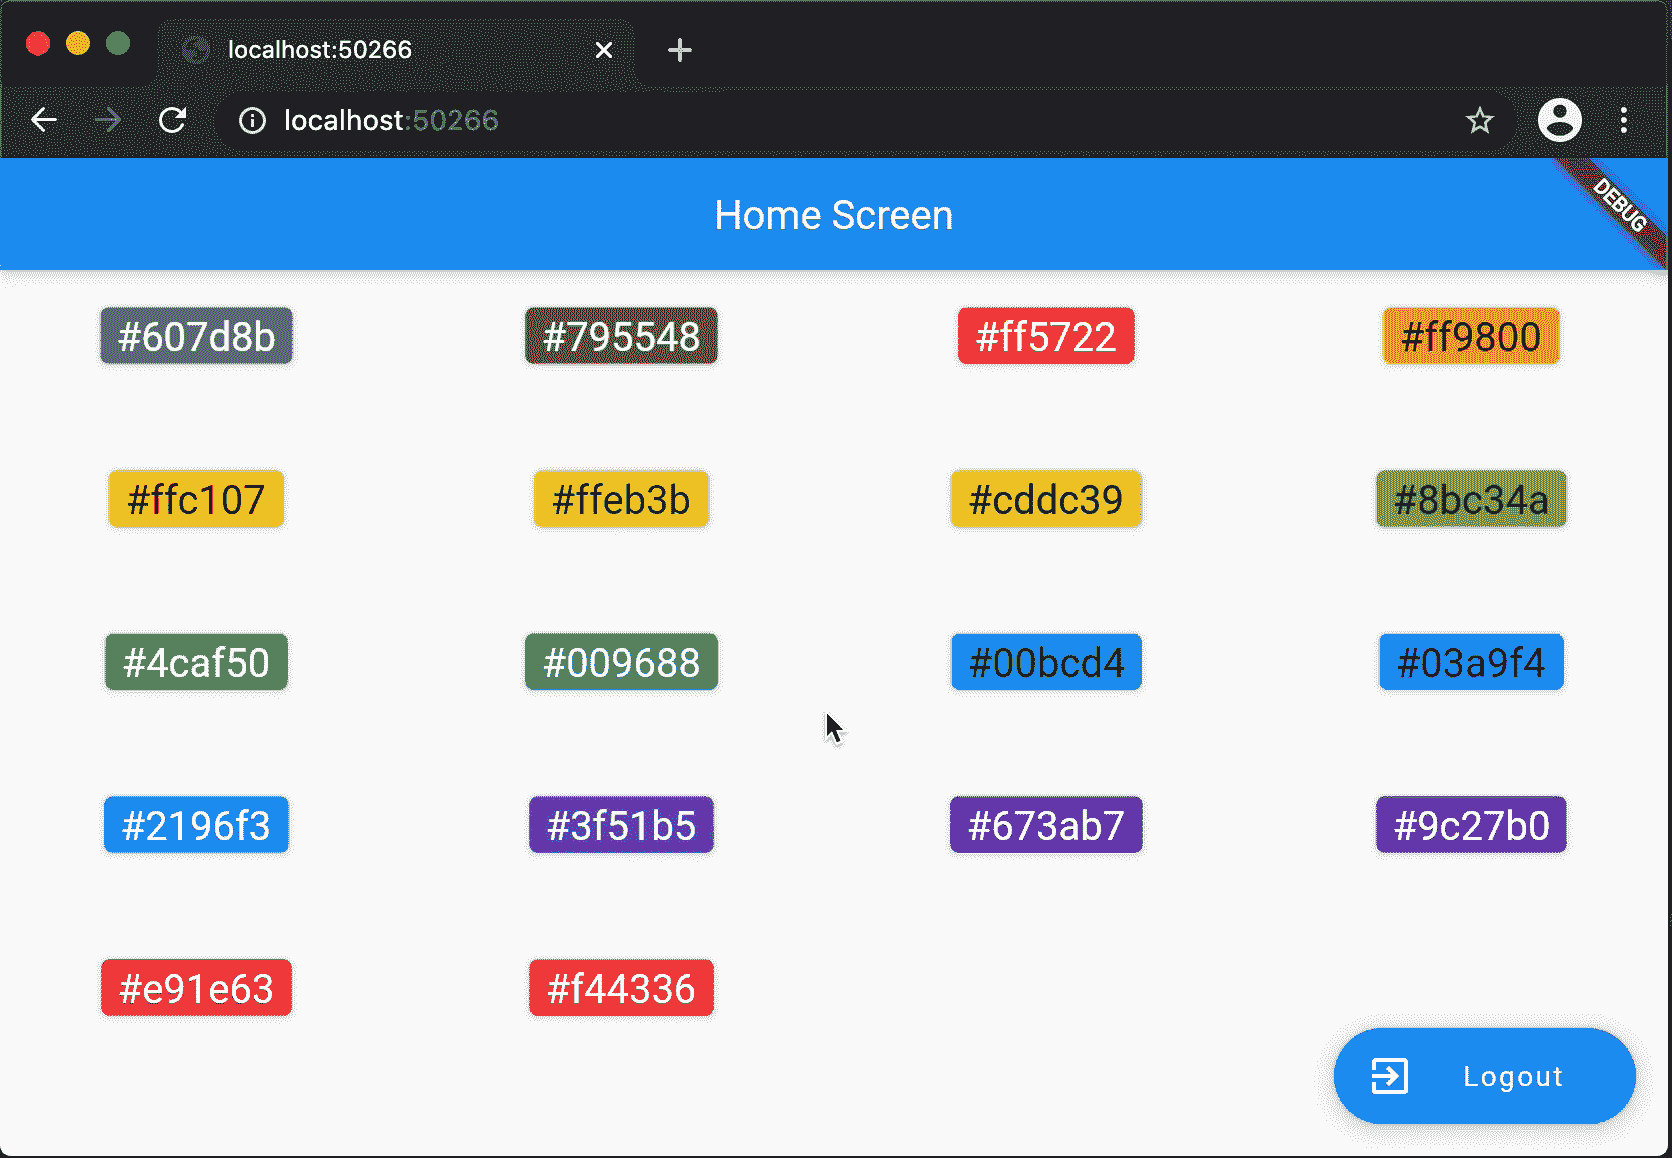 localhost:50266
localhost:50266
Home Screen
DEBUG
#607d8b #795548 #ff5722 #ff9800
#ffc107 #ffeb3b #cddc39 #8bc34a
#4caf50 #009688 #00bcd4 #03a9f4
#2196f3 #3f51b5 #673ab7 #9c27b0
#e91e63 #f44336
Logout